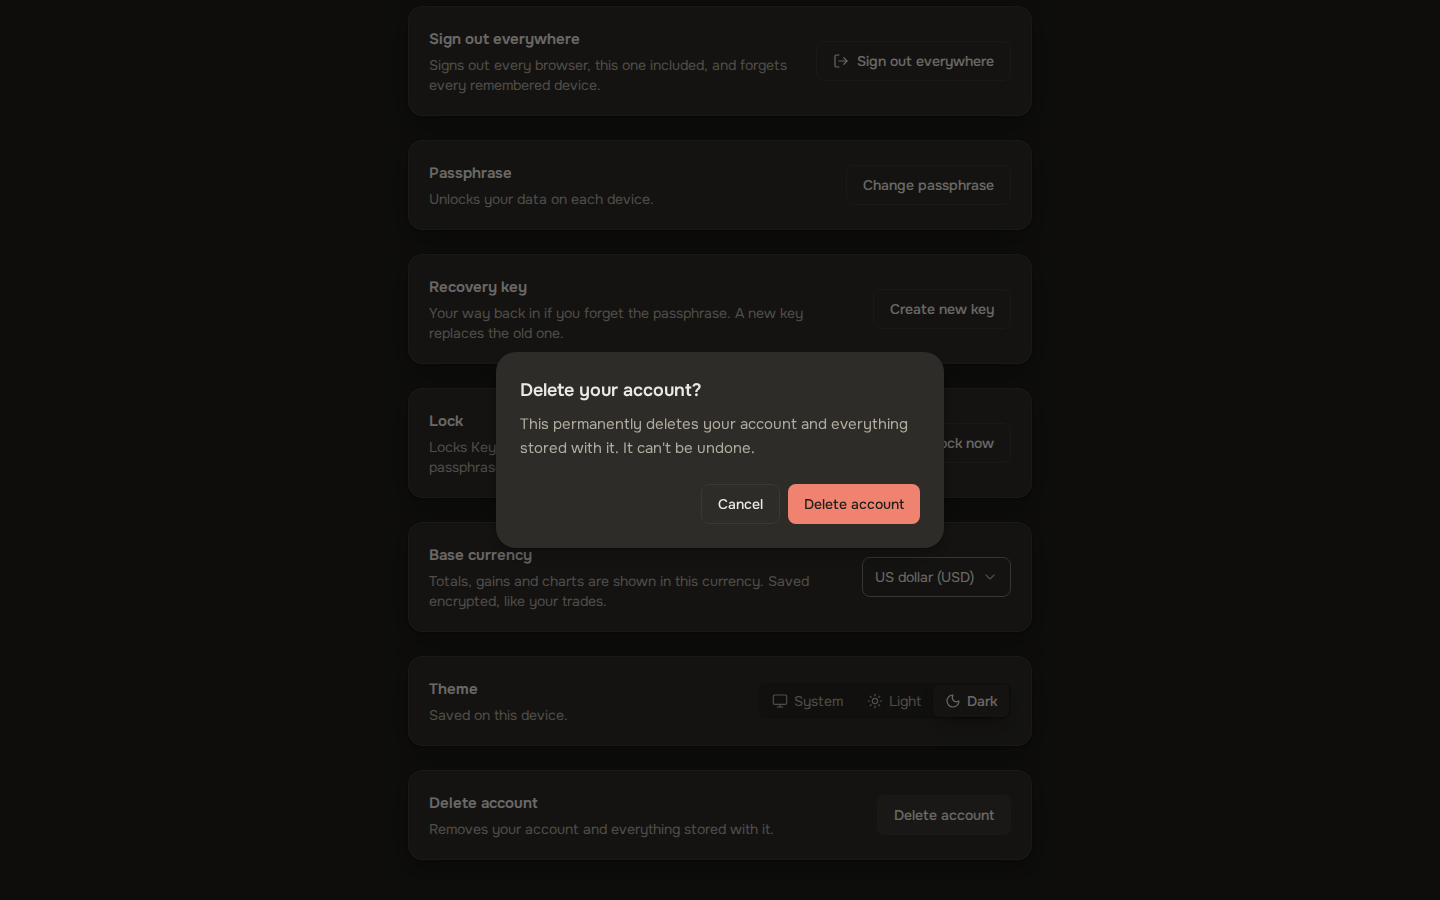 Sign out everywhere
Signs out every browser, this one included, and forgets
every remembered device.
Sign out everywhere
Passphrase
Unlocks your data on each device.
Change passphrase
Recovery key
Your way back in if you forget the passphrase. A new key
replaces the old one.
Create new key
Delete your account?
This permanently deletes your account and everything
stored with it. It can't be undone.
Cancel
Delete account
Lock
Locks Key
now
Base currency
Totals, gains and charts are shown in this currency. Saved
encrypted, like your trades.
US dollar (USD)
Theme
Saved on this device.
System
Light
Dark
Delete account
Removes your account and everything stored with it.
Delete account